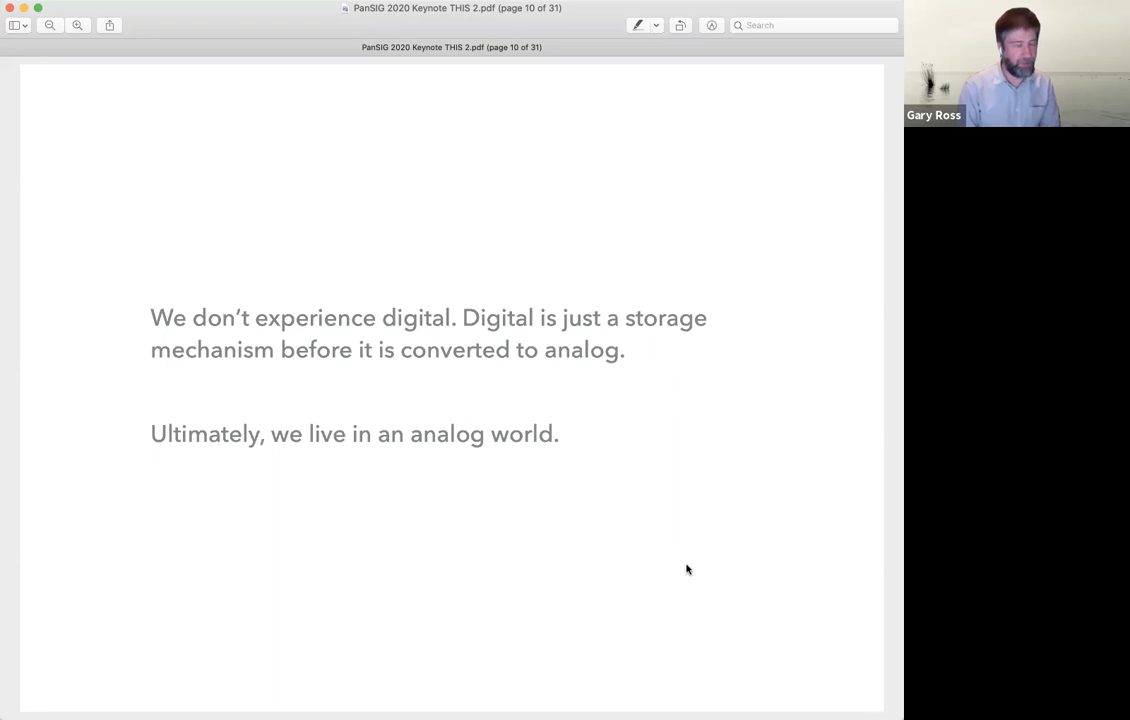 PanSIG 2020 Keynote THIS 2.pdf (page 10 of 31)
Search
PanSIG 2020 Keynote THIS 2.pdf (page 10 of 31)
Gary Ross
We don't experience digital. Digital is just a storage
mechanism before it is converted to analog.
Ultimately, we live in an analog world.